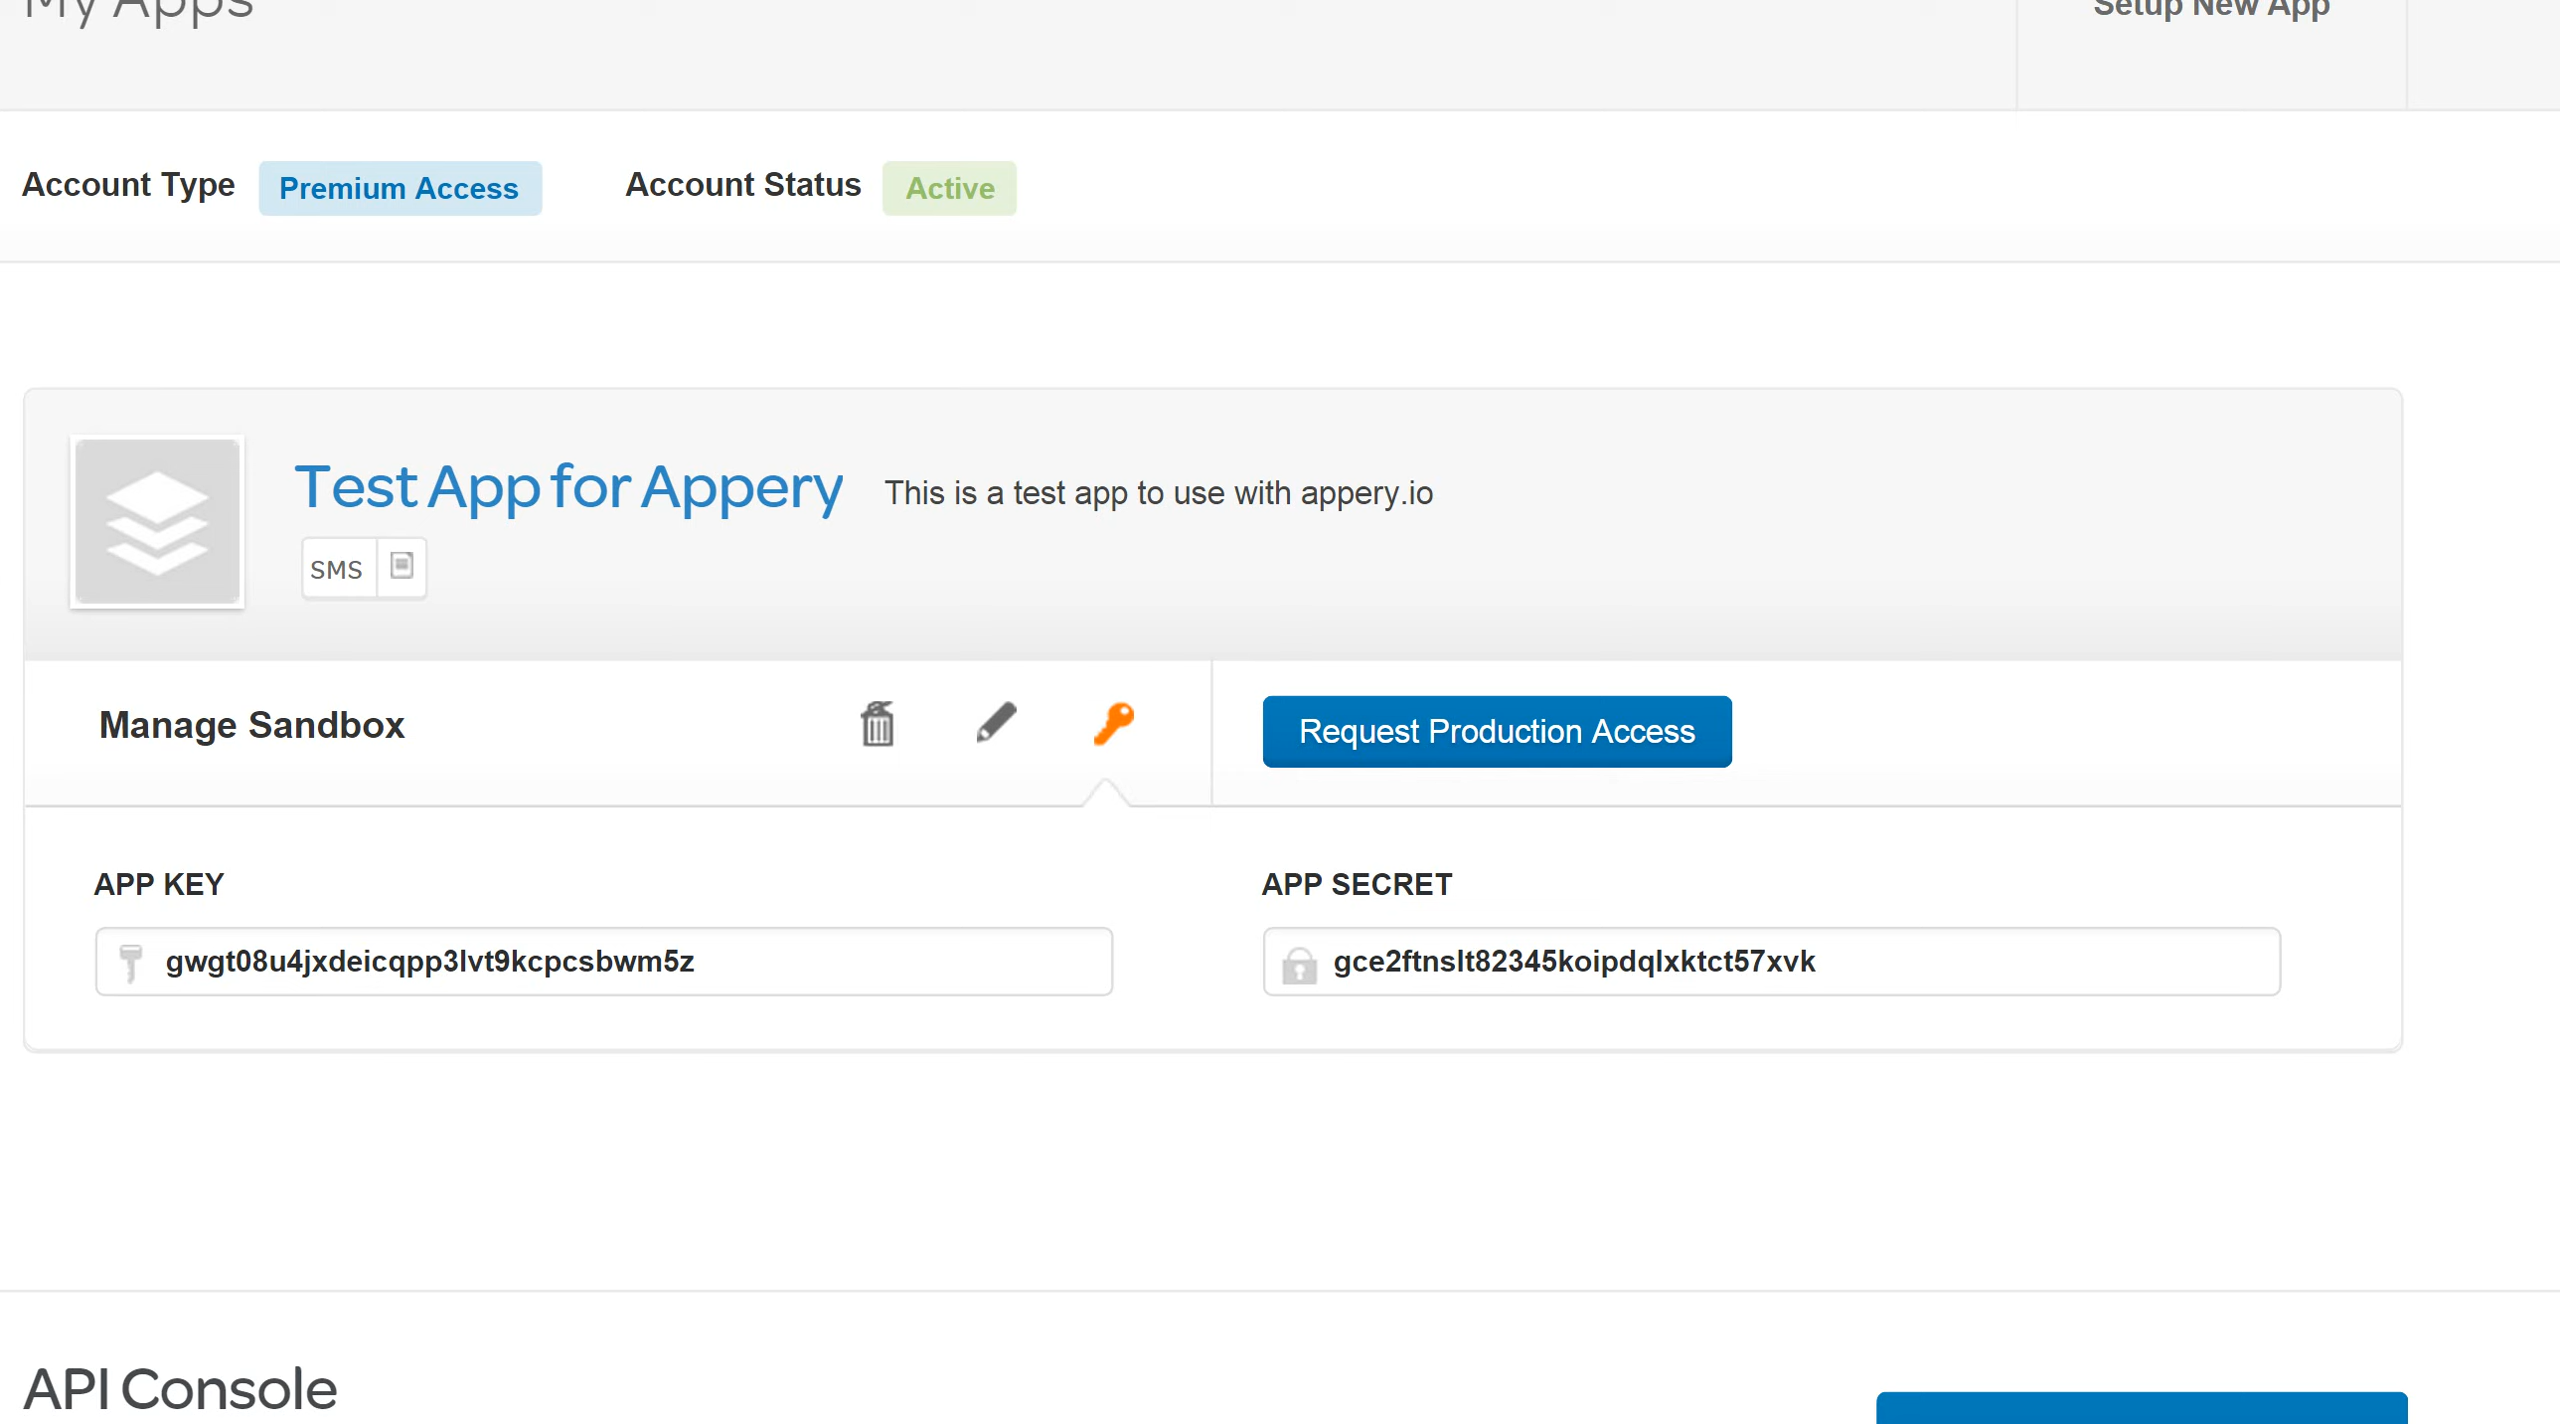 My Apps
Setup New App
Account Type Premium Access Account Status Active
Test App for Appery This is a test app to use with appery.io
SMS
Manage Sandbox
Request Production Access
APP KEY
APP SECRET
gwgt08u4jxdeicqpp3lvt9kcpcsbwm5z
gce2ftnslt82345koipdqlxktct57xvk
API Console